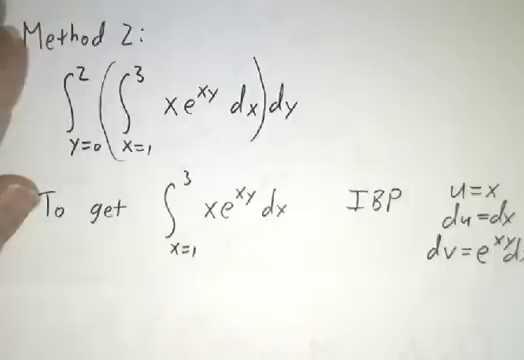 Method 2:
∫_{y=0}^{2} (∫_{x=1}^{3} xe^{xy} dx) dy
To get ∫_{x=1}^{3} xe^{xy} dx IBP u=x
du=dx
dv=e^{xy}d